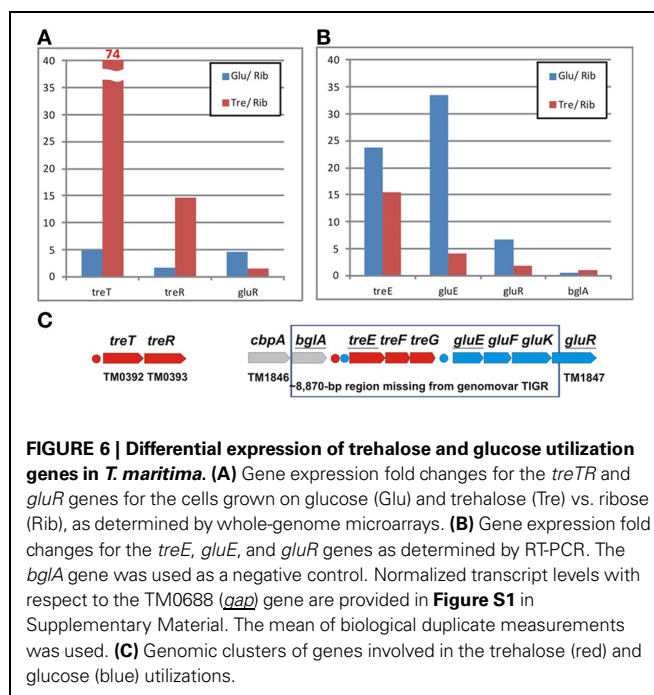 A
B
74
40
35
30
25
20
15
10
5
0
Glu/ Rib
Tre/ Rib
treT treR gluR
40
35
30
25
20
15
10
5
0
Glu/ Rib
Tre/ Rib
treE gluE gluR bglA
C
treT treR cbpA bglA treE treF treG gluE gluF gluK gluR
TM0392 TM0393 TM1846 TM1847
~8,870-bp region missing from genomovar TIGR
FIGURE 6 | Differential expression of trehalose and glucose utilization
genes in T. maritima. (A) Gene expression fold changes for the treTR and
gluR genes for the cells grown on glucose (Glu) and trehalose (Tre) vs. ribose
(Rib), as determined by whole-genome microarrays. (B) Gene expression fold
changes for the treE, gluE, and gluR genes as determined by RT-PCR. The
bglA gene was used as a negative control. Normalized transcript levels with
respect to the TM0688 (gap) gene are provided in Figure S1 in
Supplementary Material. The mean of biological duplicate measurements
was used. (C) Genomic clusters of genes involved in the trehalose (red) and
glucose (blue) utilizations.